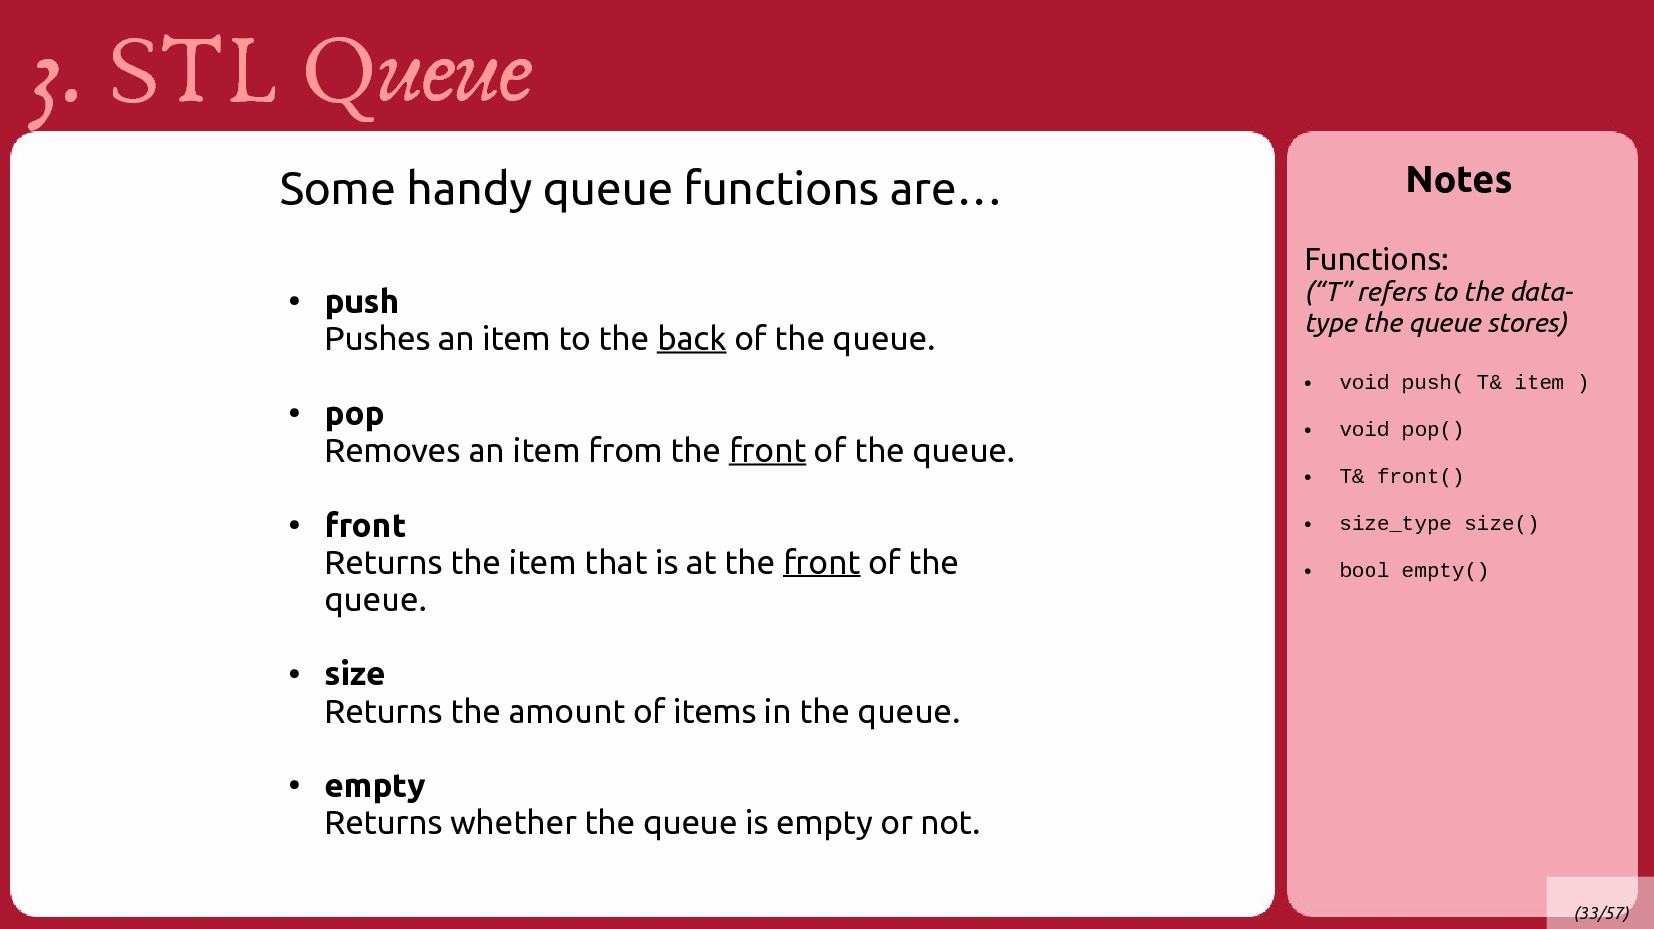 3. STL Queue
Some handy queue functions are…
• push
Pushes an item to the back of the queue.
• pop
Removes an item from the front of the queue.
• front
Returns the item that is at the front of the
queue.
• size
Returns the amount of items in the queue.
• empty
Returns whether the queue is empty or not.
Notes
Functions:
(“T” refers to the data-
type the queue stores)
• void push( T& item )
• void pop()
• T& front()
• size_type size()
• bool empty()
(33/57)